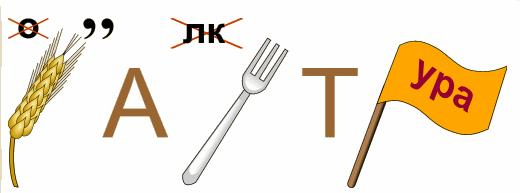 о ,, лк
А Т ура